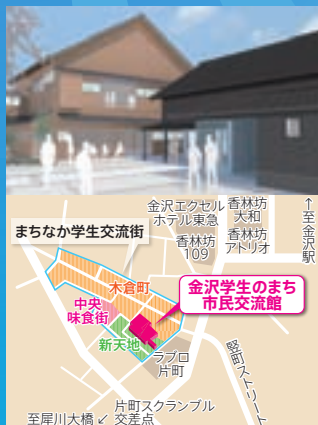 金沢エクセル
ホテル東急
香林坊
大和
↑至金沢駅
まちなか学生交流街
香林坊
109
香林坊
アトリオ
木倉町
金沢学生のまち
市民交流館
中央
味食街
新天地
ラブロ
片町
竪町ストリート
片町スクランブル
交差点
至犀川大橋↙